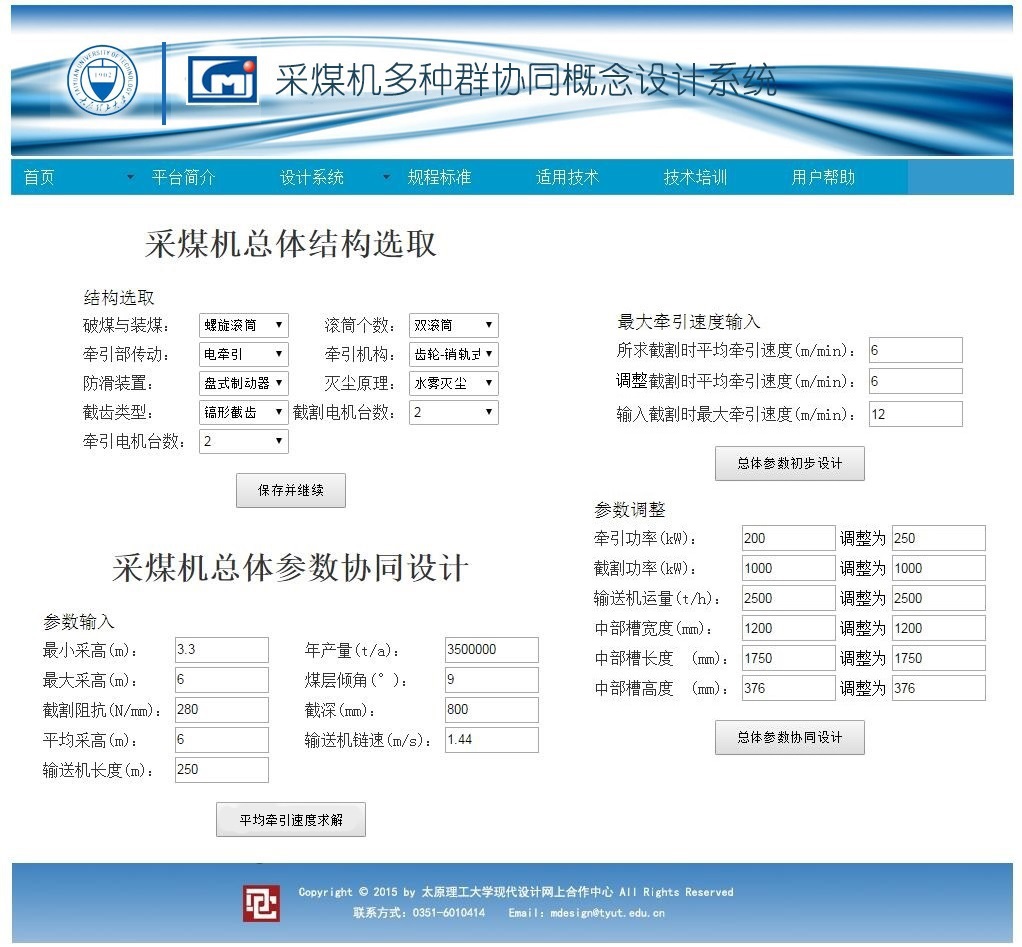 TAIYUAN UNIVERSITY OF TECHNOLOGY
1902
采煤机多种群协同概念设计系统
首页 平台简介 设计系统 规程标准 适用技术 技术培训 用户帮助
采煤机总体结构选取
结构选取
破煤与装煤: 螺旋滚筒 滚筒个数: 双滚筒
牵引部传动: 电牵引 牵引机构: 齿轮-销轨式
防滑装置: 盘式制动器 灭尘原理: 水雾灭尘
截齿类型: 镐形截齿 截割电机台数: 2
牵引电机台数: 2
保存并继续
采煤机总体参数协同设计
参数输入
最小采高(m): 3.3 年产量(t/a): 3500000
最大采高(m): 6 煤层倾角(°): 9
截割阻抗(N/mm): 280 截深(mm): 800
平均采高(m): 6 输送机链速(m/s): 1.44
输送机长度(m): 250
平均牵引速度求解
最大牵引速度输入
所求截割时平均牵引速度(m/min): 6
调整截割时平均牵引速度(m/min): 6
输入截割时最大牵引速度(m/min): 12
总体参数初步设计
参数调整
牵引功率(kW): 200 调整为 250
截割功率(kW): 1000 调整为 1000
输送机运量(t/h): 2500 调整为 2500
中部槽宽度(mm): 1200 调整为 1200
中部槽长度 (mm): 1750 调整为 1750
中部槽高度 (mm): 376 调整为 376
总体参数协同设计
Copyright © 2015 by 太原理工大学现代设计网上合作中心 All Rights Reserved
联系方式: 0351-6010414 Email: mdesign@tyut.edu.cn